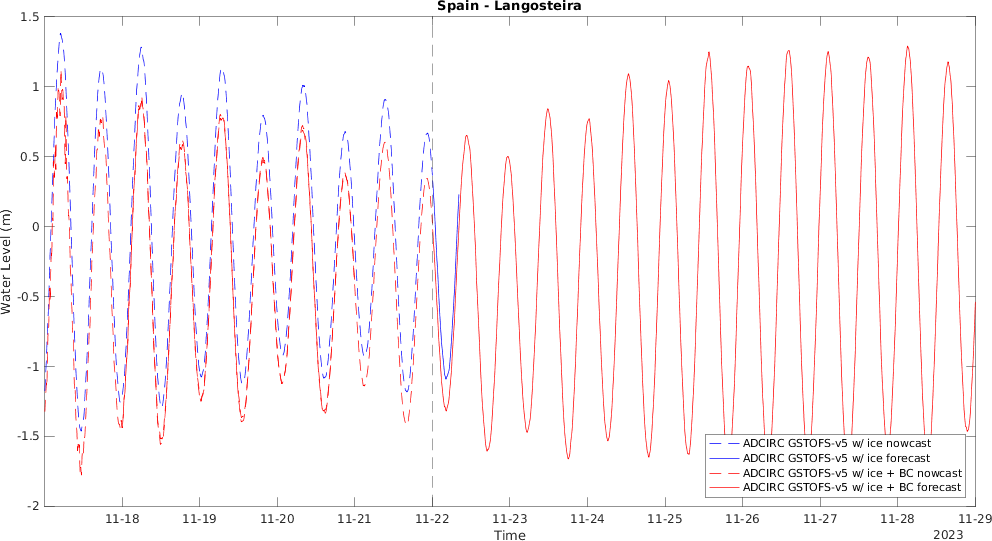 Spain - Langosteira
Water Level (m)
1.5
1
0.5
0
-0.5
-1
-1.5
-2
ADCIRC GSTOFS-v5 w/ ice nowcast
ADCIRC GSTOFS-v5 w/ ice forecast
ADCIRC GSTOFS-v5 w/ ice + BC nowcast
ADCIRC GSTOFS-v5 w/ ice + BC forecast
11-18 11-19 11-20 11-21 11-22 11-23 11-24 11-25 11-26 11-27 11-28 11-29
Time
2023